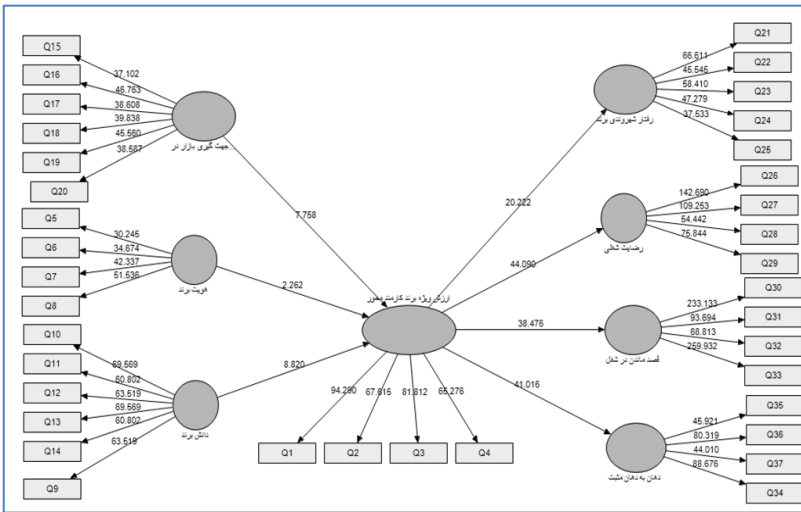 Q15
Q16
Q17
Q18
Q19
Q20
37.102
46.763
38.608
39.838
45.560
38.587
جهت گیری بازار در...
7.758
Q5
Q6
Q7
Q8
30.245
34.674
42.337
51.536
هویت برند
2.262
Q10
Q11
Q12
Q13
Q14
Q9
69.569
60.802
63.519
69.569
60.802
63.519
دانش برند
8.820
ارزش ویژه برند کارمند محور
94.290
67.615
81.812
65.276
Q1
Q2
Q3
Q4
20.222
44.090
38.476
41.016
رفتار شهروندی برند
66.611
45.545
58.410
47.279
37.533
Q21
Q22
Q23
Q24
Q25
رضایت شغلی
142.690
109.253
54.442
75.844
Q26
Q27
Q28
Q29
قصد ماندن در شغل
233.133
93.694
68.813
259.932
Q30
Q31
Q32
Q33
دهان به دهان مثبت
45.921
80.319
44.010
88.676
Q35
Q36
Q37
Q34